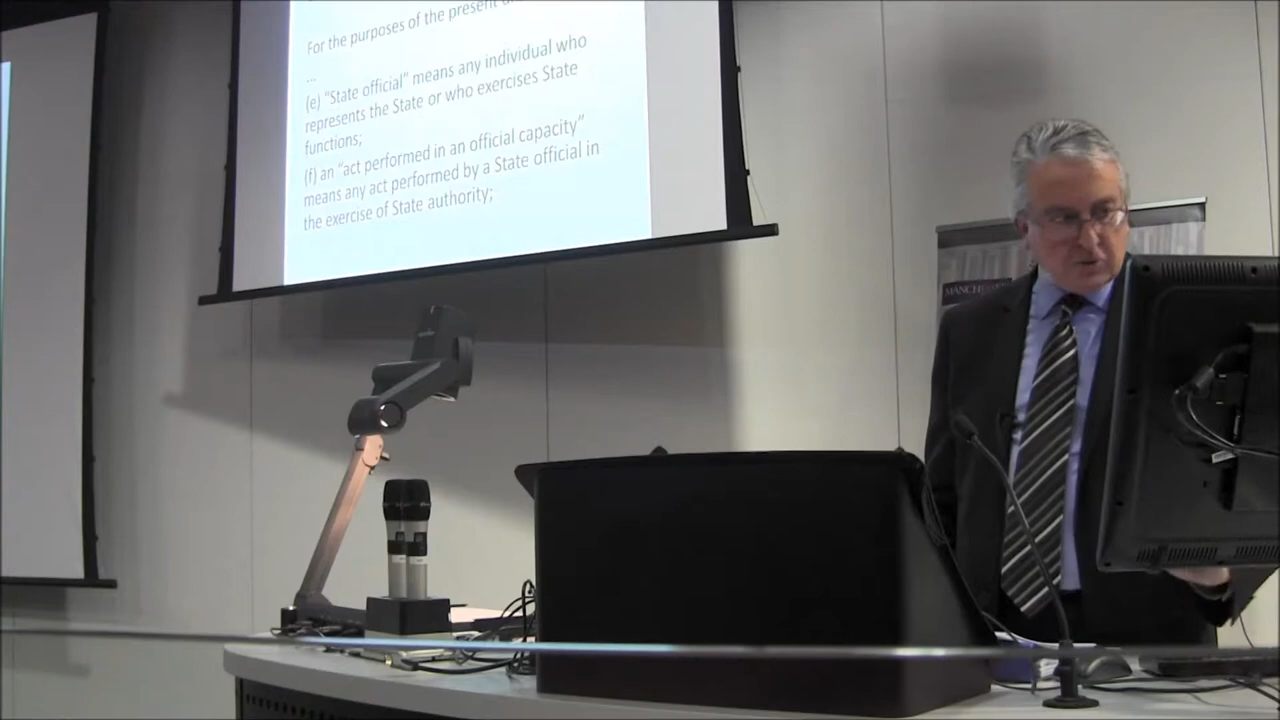 For the purposes of the present
...
(e) “State official” means any individual who
represents the State or who exercises State
functions;
(f) an “act performed in an official capacity”
means any act performed by a State official in
the exercise of State authority;